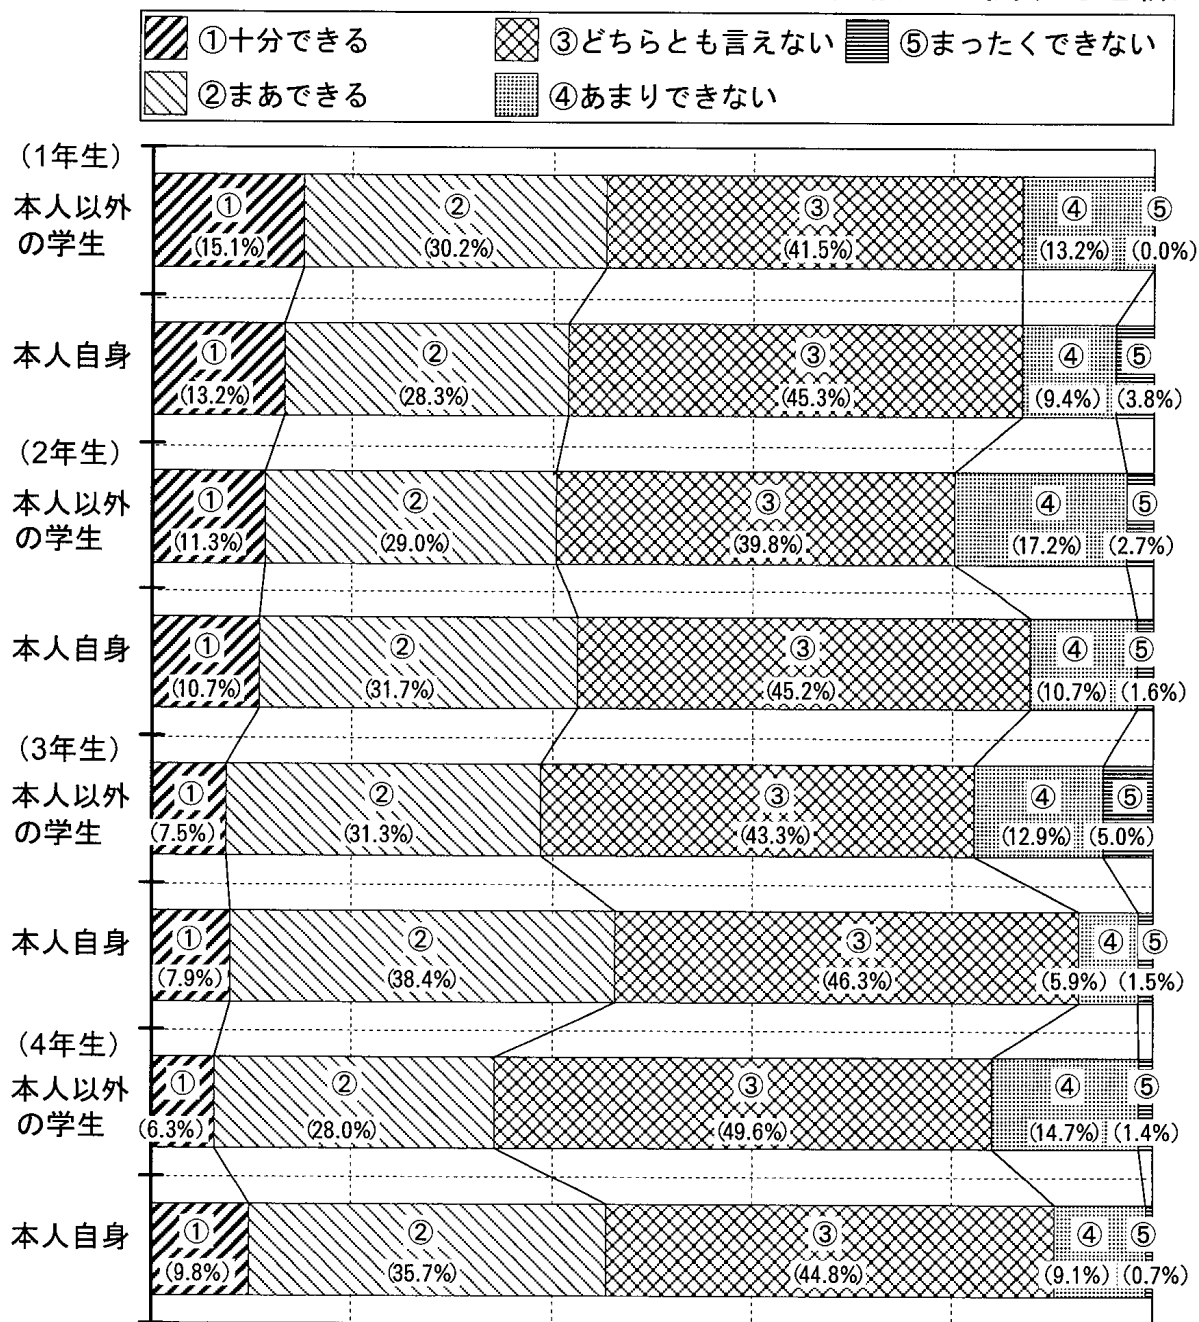 ①十分できる ③どちらとも言えない ⑤まったくできない
②まあできる ④あまりできない
(1年生)
本人以外の学生
① ② ③ ④ ⑤
(15.1%) (30.2%) (41.5%) (13.2%) (0.0%)
本人自身
① ② ③ ④ ⑤
(13.2%) (28.3%) (45.3%) (9.4%) (3.8%)
(2年生)
本人以外の学生
① ② ③ ④ ⑤
(11.3%) (29.0%) (39.8%) (17.2%) (2.7%)
本人自身
① ② ③ ④ ⑤
(10.7%) (31.7%) (45.2%) (10.7%) (1.6%)
(3年生)
本人以外の学生
① ② ③ ④ ⑤
(7.5%) (31.3%) (43.3%) (12.9%) (5.0%)
本人自身
① ② ③ ④ ⑤
(7.9%) (38.4%) (46.3%) (5.9%) (1.5%)
(4年生)
本人以外の学生
① ② ③ ④ ⑤
(6.3%) (28.0%) (49.6%) (14.7%) (1.4%)
本人自身
① ② ③ ④ ⑤
(9.8%) (35.7%) (44.8%) (9.1%) (0.7%)